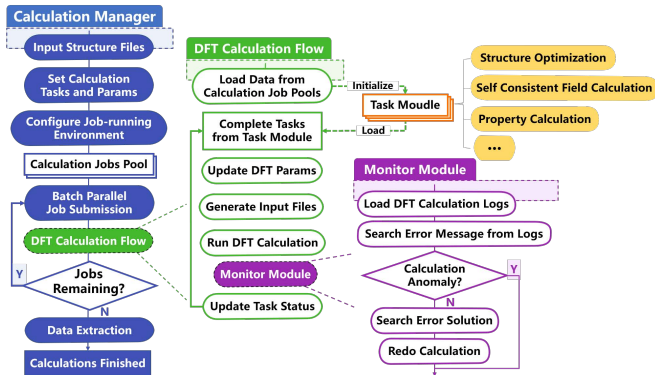 Calculation Manager
Input Structure Files
Set Calculation
Tasks and Params
Configure Job-running
Environment
Calculation Jobs Pool
Batch Parallel
Job Submission
DFT Calculation Flow
Y
Jobs
Remaining?
N
Data Extraction
Calculations Finished
DFT Calculation Flow
Load Data from
Calculation Job Pools
Initialize
Task Moudle
Load
Complete Tasks
from Task Module
Update DFT Params
Generate Input Files
Run DFT Calculation
Monitor Module
Update Task Status
Structure Optimization
Self Consistent Field Calculation
Property Calculation
...
Monitor Module
Load DFT Calculation Logs
Search Error Message from Logs
Calculation
Anomaly?
Y
N
Search Error Solution
Redo Calculation